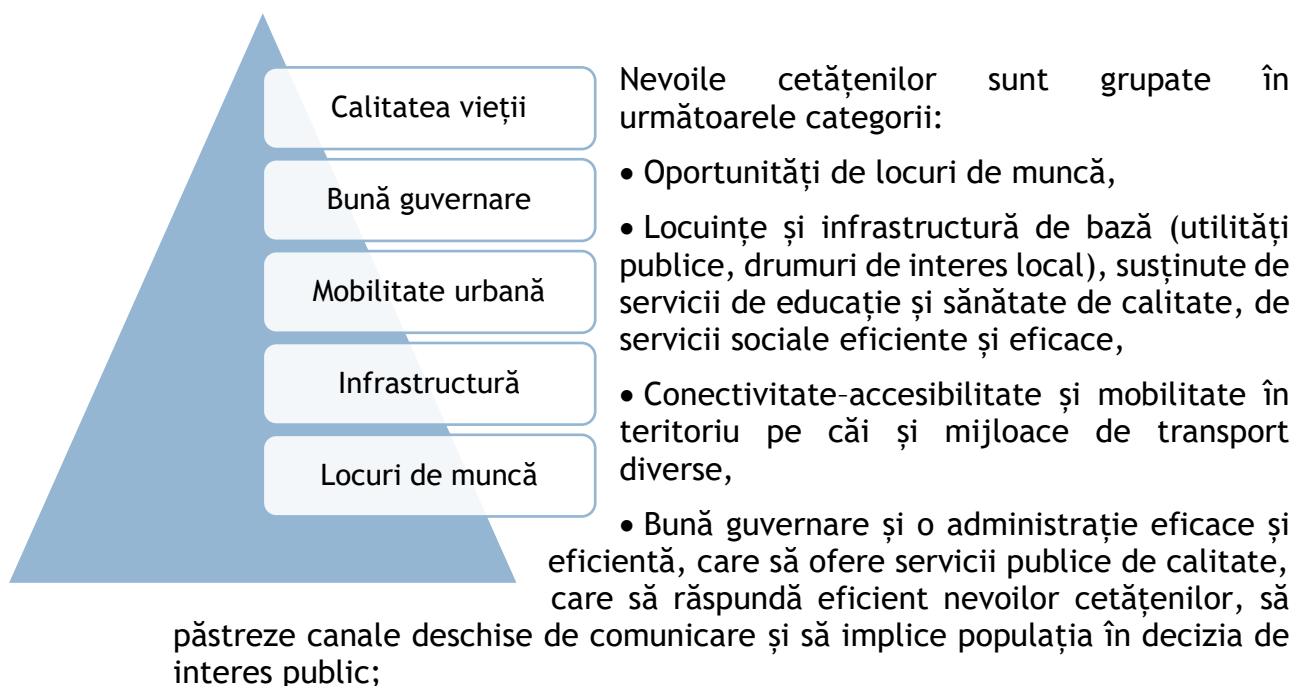 Calitatea vieții
Bună guvernare
Mobilitate urbană
Infrastructură
Locuri de muncă
Nevoile cetățenilor sunt grupate în
următoarele categorii:
• Oportunități de locuri de muncă,
• Locuințe și infrastructură de bază (utilități
publice, drumuri de interes local), susținute de
servicii de educație și sănătate de calitate, de
servicii sociale eficiente și eficace,
• Conectivitate–accesibilitate și mobilitate în
teritoriu pe căi și mijloace de transport
diverse,
• Bună guvernare și o administrație eficace și
eficientă, care să ofere servicii publice de calitate,
care să răspundă eficient nevoilor cetățenilor, să
păstreze canale deschise de comunicare și să implice populația în decizia de
interes public;